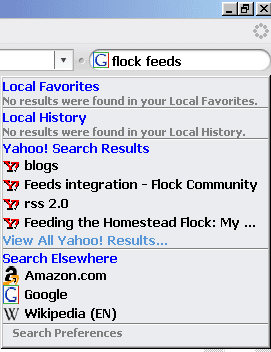 flock feeds
Local Favorites
No results were found in your Local Favorites.
Local History
No results were found in your Local History.
Yahoo! Search Results
blogs
Feeds integration - Flock Community
rss 2.0
Feeding the Homestead Flock: My ...
View All Yahoo! Results...
Search Elsewhere
Amazon.com
Google
Wikipedia (EN)
Search Preferences